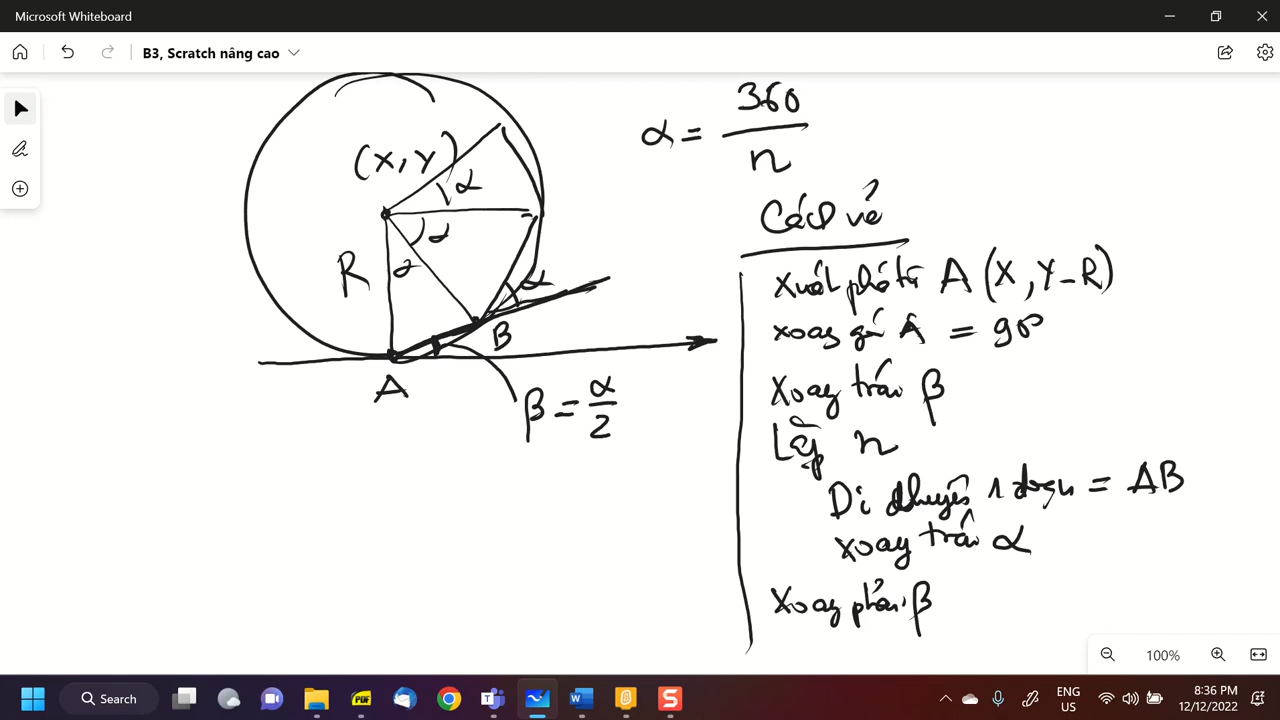 Microsoft Whiteboard
B3, Scratch nâng cao
(X, Y)
α
α
α
R
α
B
A
β = α/2
α = 360/n
Cách vẽ
Xuất phát từ A (X, Y-R)
xoay góc A = 90°
Xoay trái β
Lặp n
Di chuyển 1 đoạn = AB
xoay trái α
Xoay phải β
100%
Search
ENG
US
8:36 PM
12/12/2022